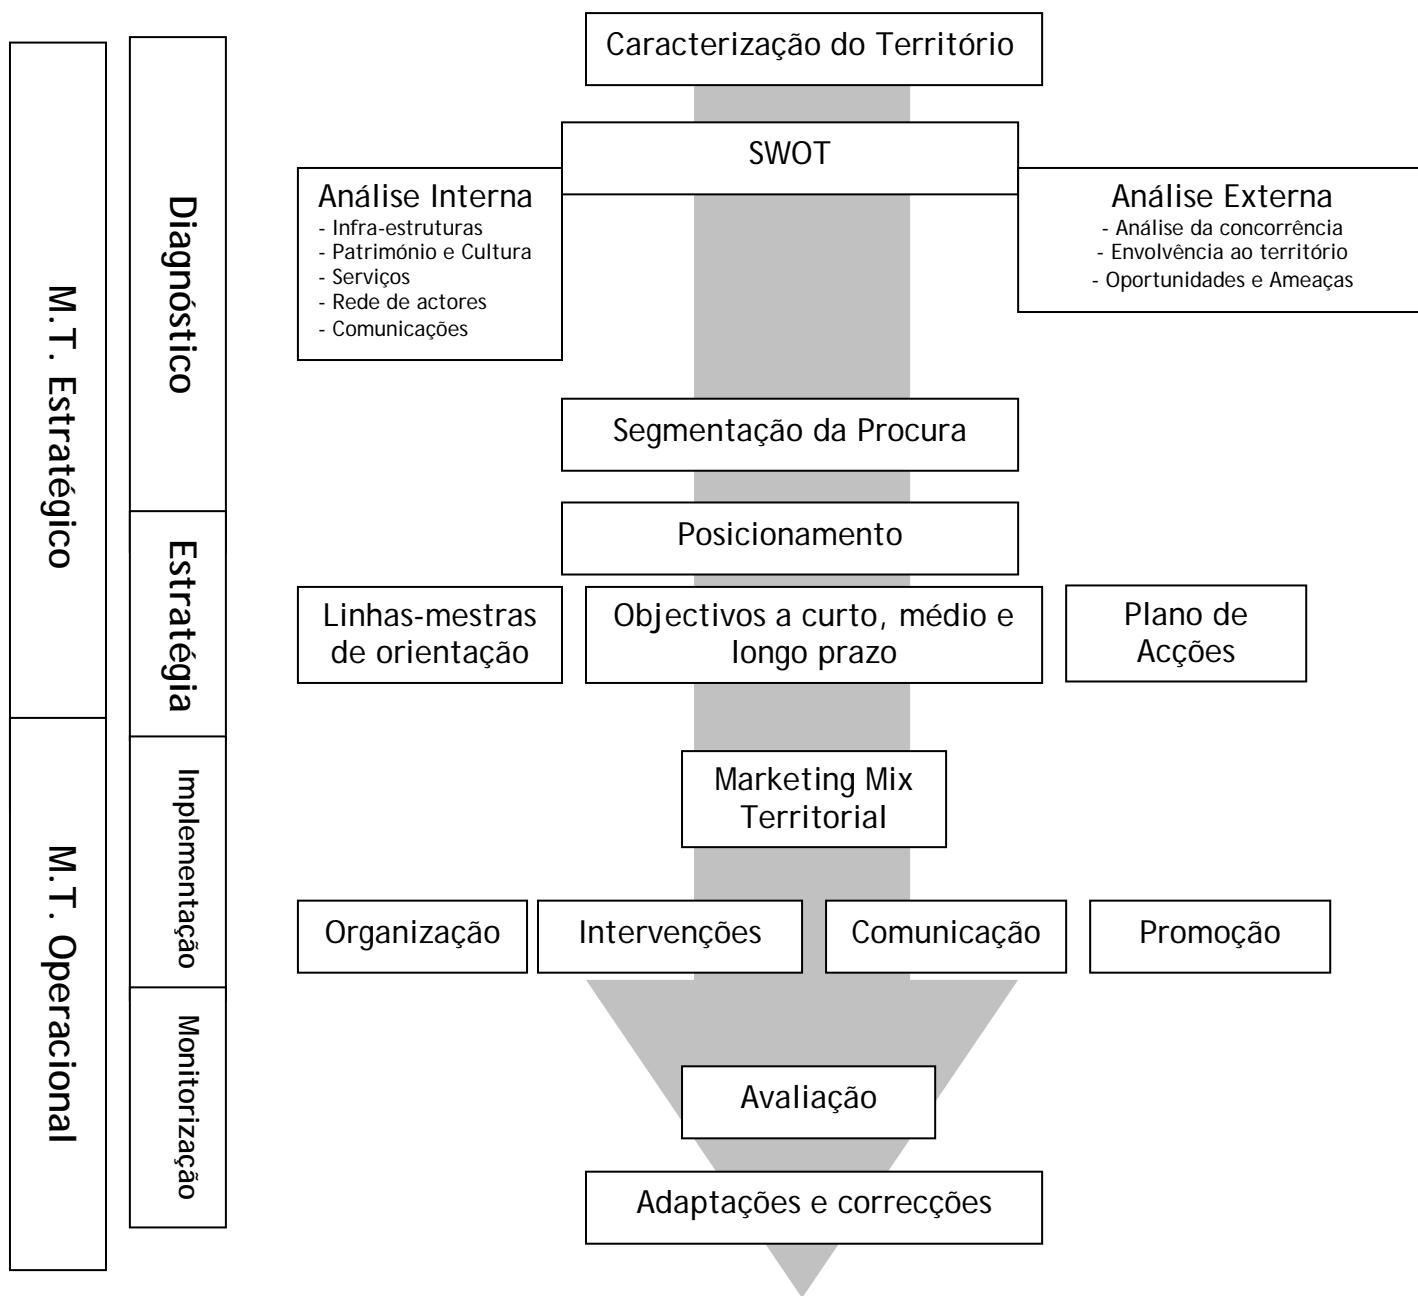 Caracterização do Território
SWOT
Análise Interna
- Infra-estruturas
- Património e Cultura
- Serviços
- Rede de actores
- Comunicações
Análise Externa
- Análise da concorrência
- Envolvência ao território
- Oportunidades e Ameaças
Segmentação da Procura
Posicionamento
Linhas-mestras
de orientação
Objectivos a curto, médio e
longo prazo
Plano de
Acções
Marketing Mix
Territorial
Organização
Intervenções
Comunicação
Promoção
Avaliação
Adaptações e correcções
M.T. Estratégico
M.T. Operacional
Diagnóstico
Estratégia
Implementação
Monitorização